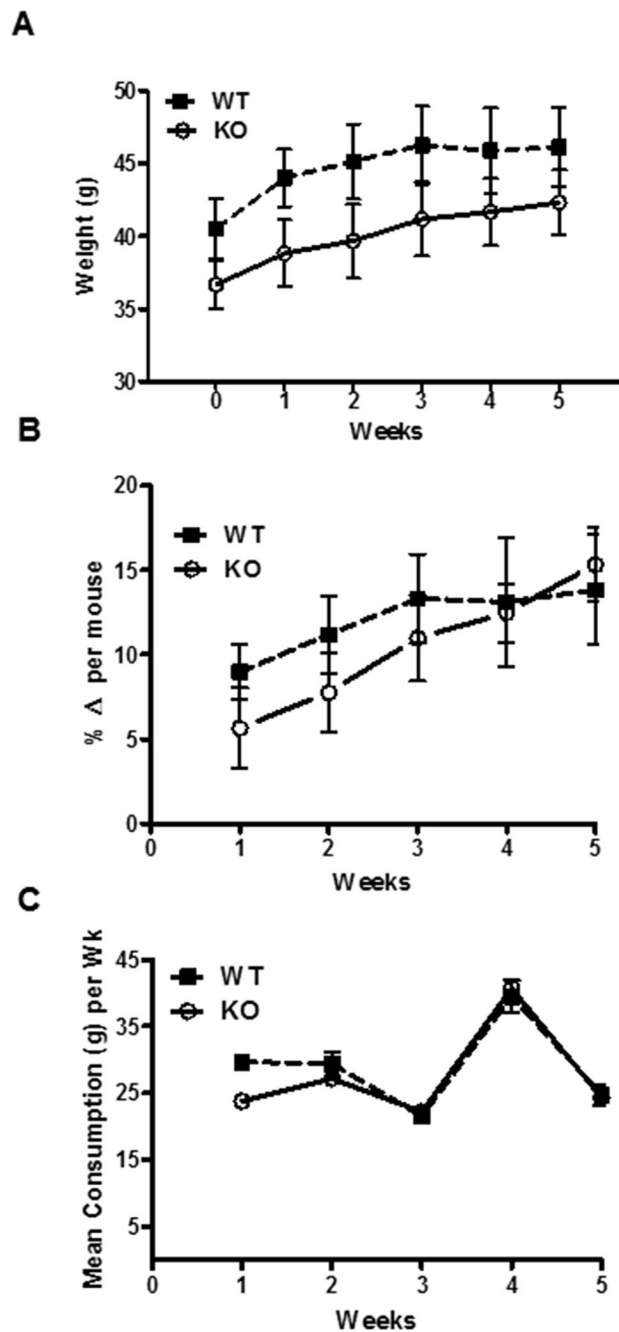 A
Weight (g)
50
45
40
35
30
WT
KO
0 1 2 3 4 5
Weeks
B
% Δ per mouse
20
15
10
5
0
WT
KO
0 1 2 3 4 5
Weeks
C
Mean Consumption (g) per Wk
45
35
25
15
5
WT
KO
0 1 2 3 4 5
Weeks